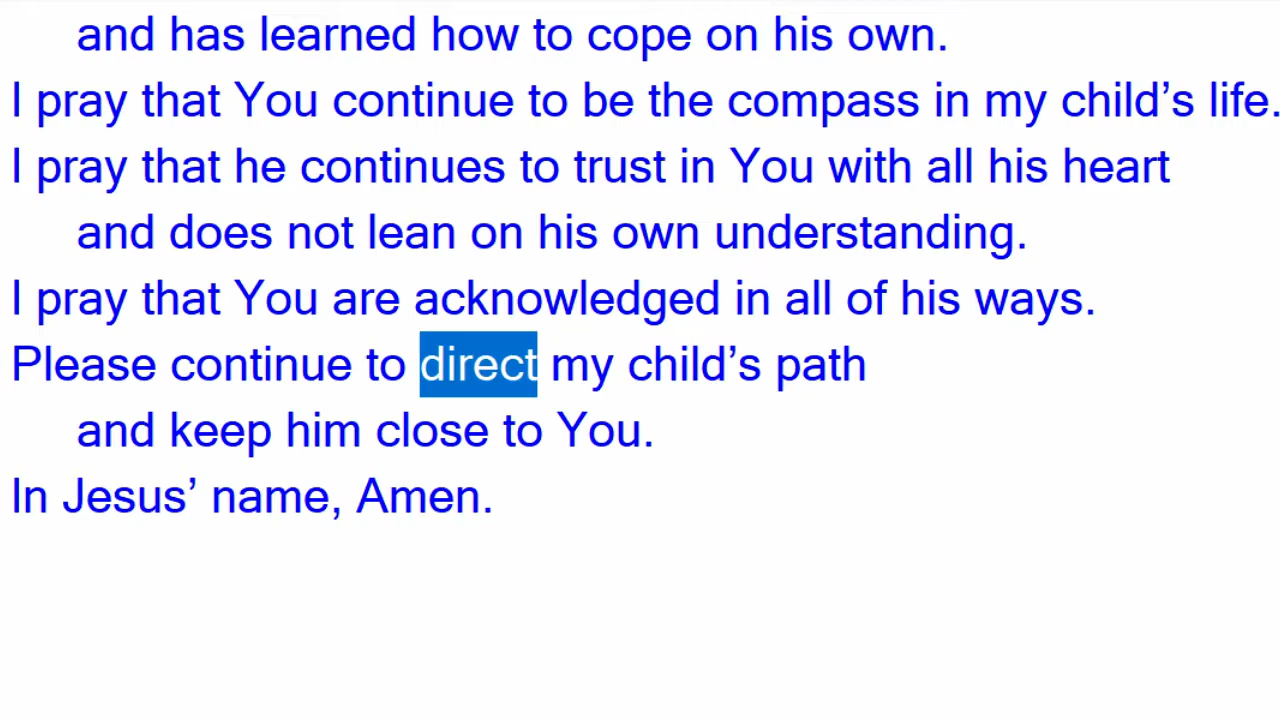 and has learned how to cope on his own.
I pray that You continue to be the compass in my child’s life.
I pray that he continues to trust in You with all his heart
and does not lean on his own understanding.
I pray that You are acknowledged in all of his ways.
Please continue to direct my child’s path
and keep him close to You.
In Jesus’ name, Amen.